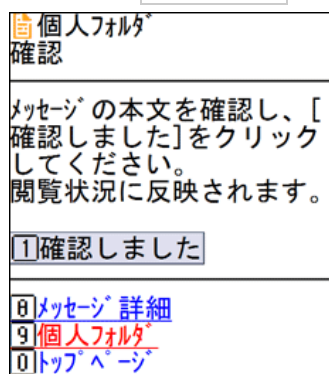 個人ﾌｫﾙﾀﾞ
確認
ﾒｯｾｰｼﾞの本文を確認し、[
確認しました]をクリック
してください。
閲覧状況に反映されます。
1確認しました
8ﾒｯｾｰｼﾞ詳細
9個人ﾌｫﾙﾀﾞ
0ﾄｯﾌﾟﾍﾟｰｼﾞ